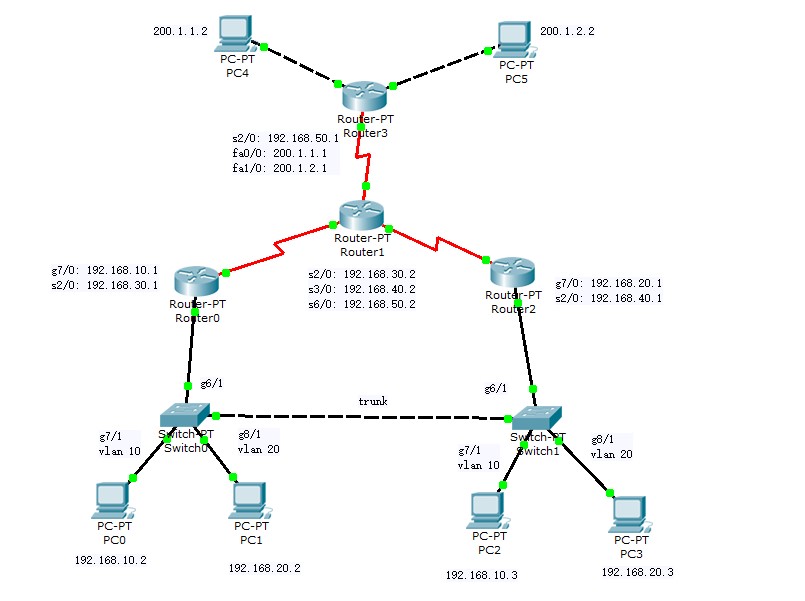 200.1.1.2
PC-PT
PC4
200.1.2.2
PC-PT
PC5
Router-PT
Router3
s2/0: 192.168.50.1
fa0/0: 200.1.1.1
fa1/0: 200.1.2.1
Router-PT
Router1
s2/0: 192.168.30.2
s3/0: 192.168.40.2
s6/0: 192.168.50.2
g7/0: 192.168.10.1
s2/0: 192.168.30.1
Router-PT
Router0
Router-PT
Router2
g7/0: 192.168.20.1
s2/0: 192.168.40.1
g6/1
trunk
g6/1
Switch-PT
Switch0
Switch-PT
Switch1
g7/1
vlan 10
g8/1
vlan 20
g7/1
vlan 10
g8/1
vlan 20
PC-PT
PC0
192.168.10.2
PC-PT
PC1
192.168.20.2
PC-PT
PC2
192.168.10.3
PC-PT
PC3
192.168.20.3